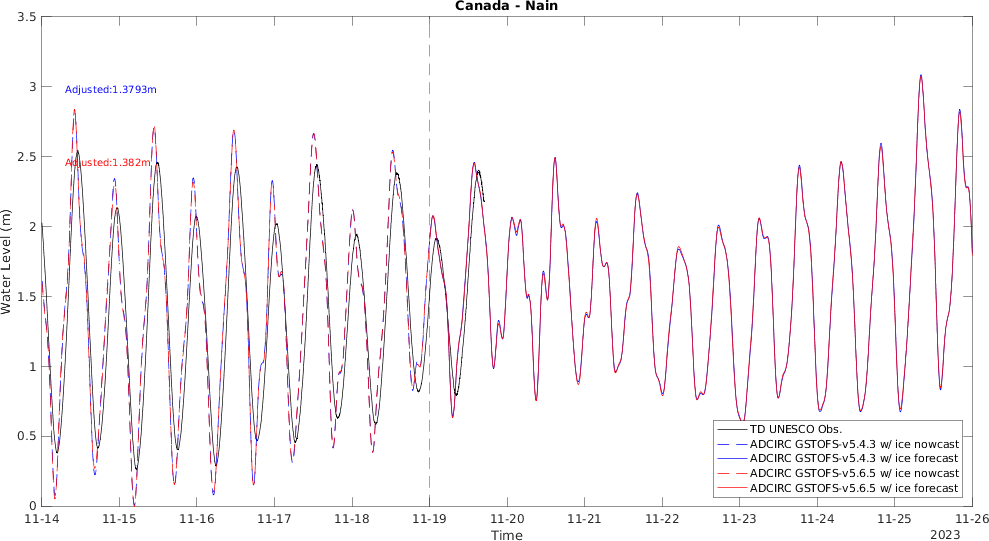 Canada - Nain
3.5
3
2.5
2
1.5
1
0.5
0
Water Level (m)
Adjusted:1.3793m
Adjusted:1.382m
TD UNESCO Obs.
ADCIRC GSTOFS-v5.4.3 w/ ice nowcast
ADCIRC GSTOFS-v5.4.3 w/ ice forecast
ADCIRC GSTOFS-v5.6.5 w/ ice nowcast
ADCIRC GSTOFS-v5.6.5 w/ ice forecast
11-14 11-15 11-16 11-17 11-18 11-19 11-20 11-21 11-22 11-23 11-24 11-25 11-26
Time
2023